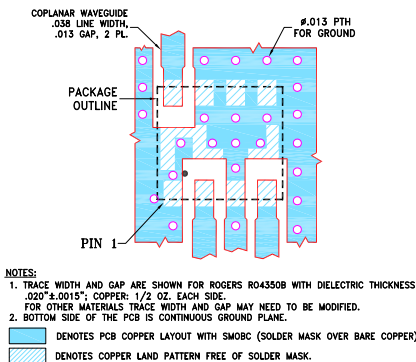 COPLANAR WAVEGUIDE
.038 LINE WIDTH,
.013 GAP, 2 PL.
ø.013 PTH
FOR GROUND
PACKAGE
OUTLINE
PIN 1
NOTES:
1. TRACE WIDTH AND GAP ARE SHOWN FOR ROGERS RO4350B WITH DIELECTRIC THICKNESS
.020"±.0015"; COPPER: 1/2 OZ. EACH SIDE.
FOR OTHER MATERIALS TRACE WIDTH AND GAP MAY NEED TO BE MODIFIED.
2. BOTTOM SIDE OF THE PCB IS CONTINUOUS GROUND PLANE.
DENOTES PCB COPPER LAYOUT WITH SMOBC (SOLDER MASK OVER BARE COPPER)
DENOTES COPPER LAND PATTERN FREE OF SOLDER MASK.